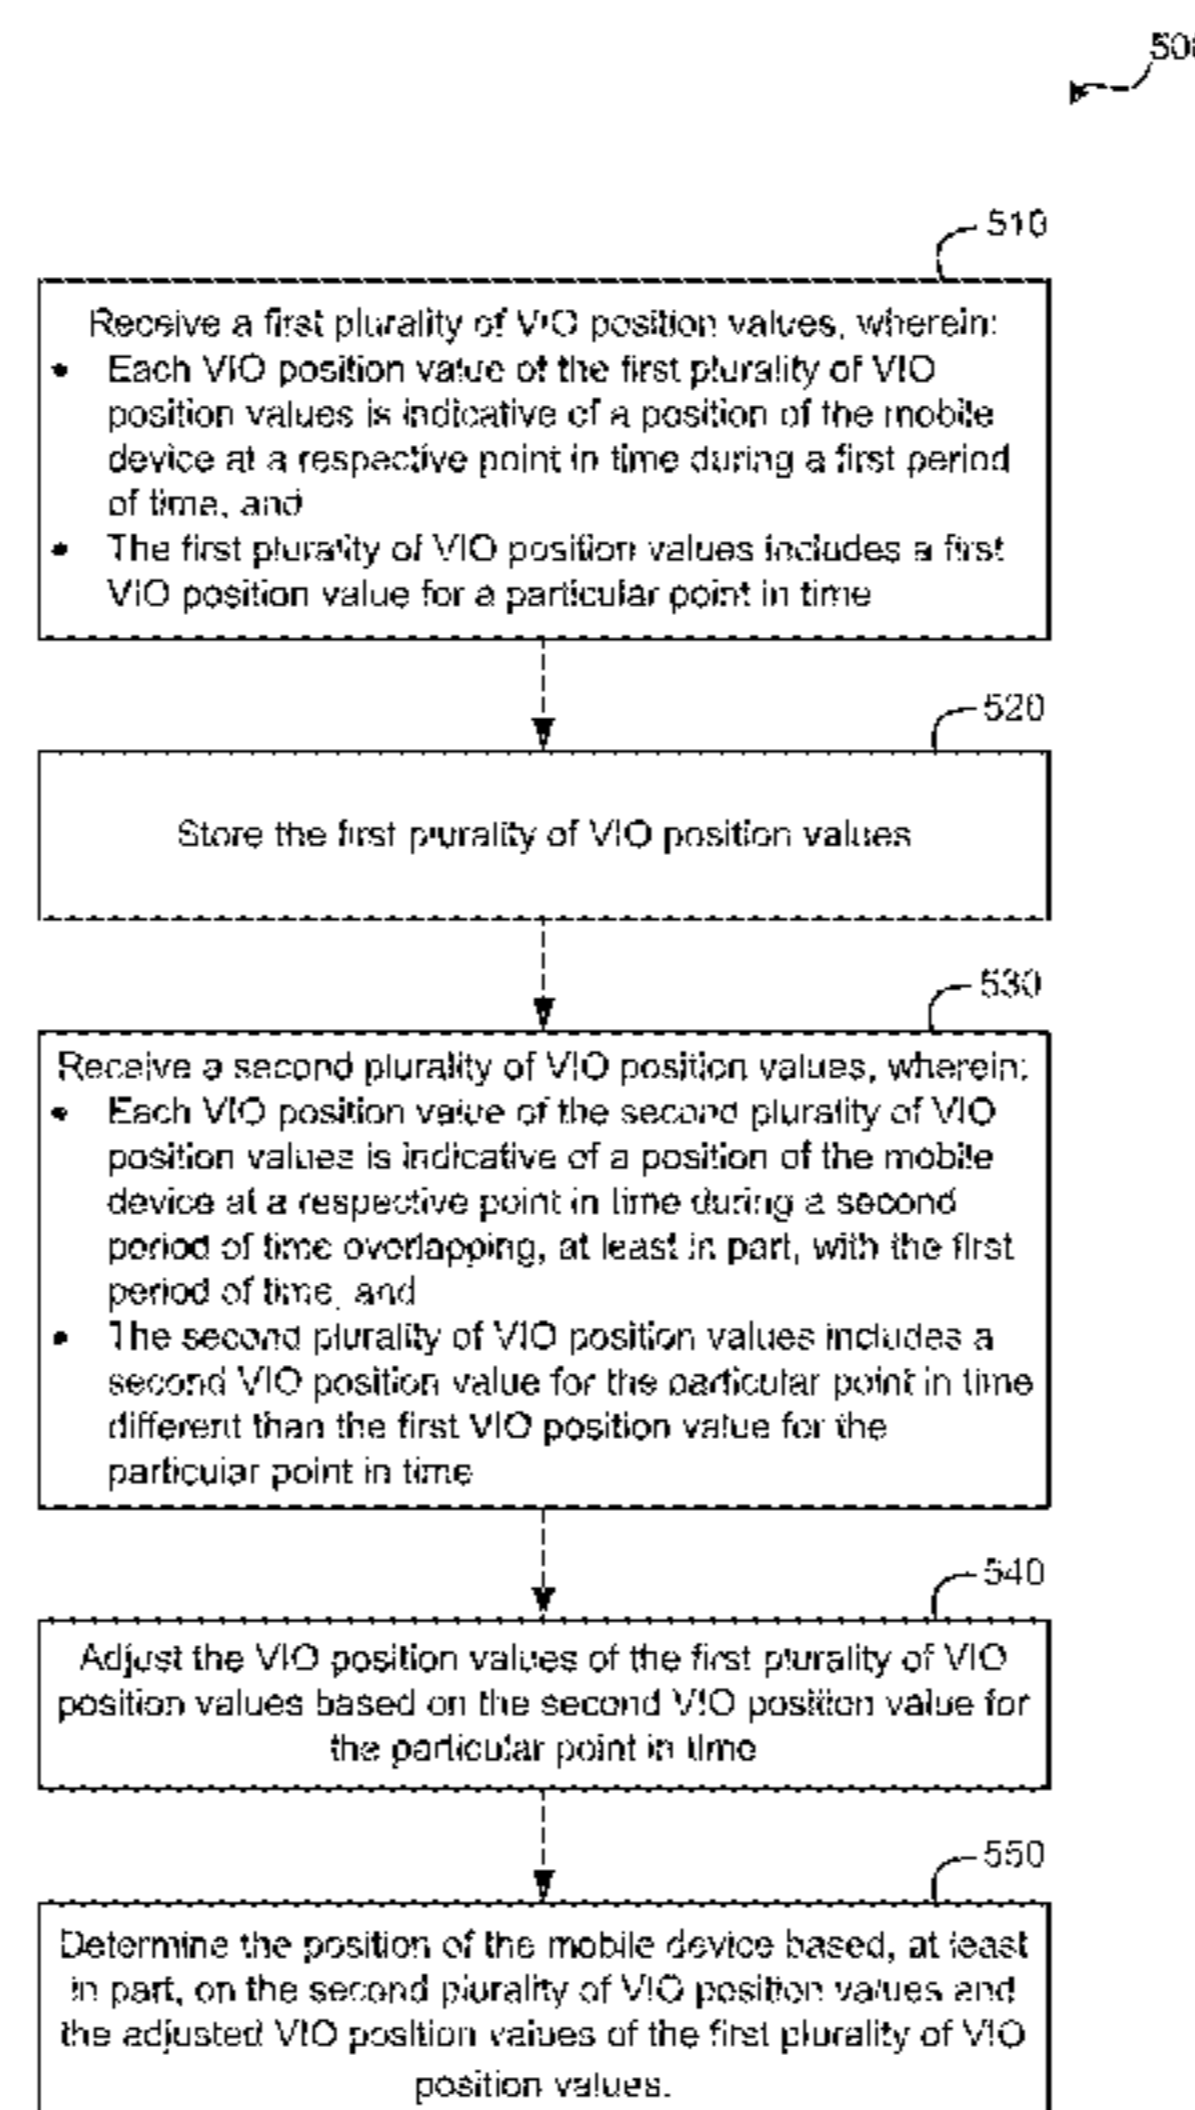 510
Receive a first plurality of VIO position values, wherein:
• Each VIO position value of the first plurality of VIO
position values is indicative of a position of the mobile
device at a respective point in time during a first period
of time, and
• The first plurality of VIO position values includes a first
VIO position value for a particular point in time
520
Store the first plurality of VIO position values
530
Receive a second plurality of VIO position values, wherein:
• Each VIO position value of the second plurality of VIO
position values is indicative of a position of the mobile
device at a respective point in time during a second
period of time overlapping, at least in part, with the first
period of time, and
• The second plurality of VIO position values includes a
second VIO position value for the particular point in time
different than the first VIO position value for the
particular point in time
540
Adjust the VIO position values of the first plurality of VIO
position values based on the second VIO position value for
the particular point in time
550
Determine the position of the mobile device based, at least
in part, on the second plurality of VIO position values and
the adjusted VIO position values of the first plurality of VIO
position values.